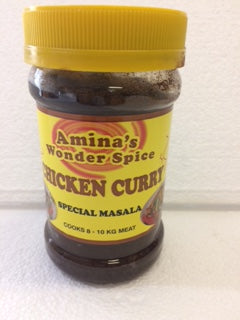 Amina's
Wonder Spice
CHICKEN CURRY
SPECIAL MASALA
COOKS 8 - 10 KG MEAT